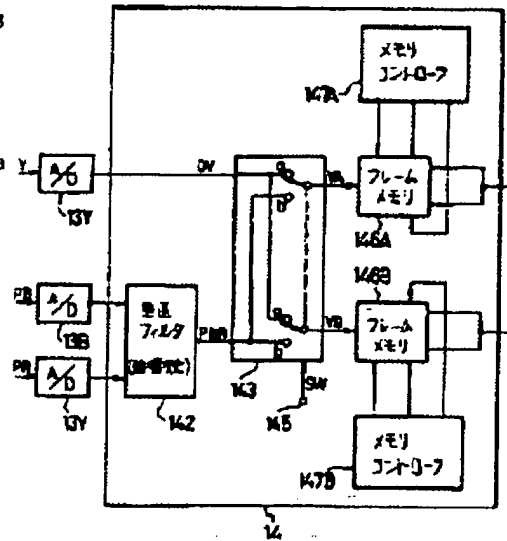 メモリ
コントローラ
147A
Y
A/D
13Y
DY
a
b
VA
フレーム
メモリ
146A
PB
A/D
13B
垂直
フィルタ
142
PR
A/D
13Y
a
b
143
SW
145
VB
146B
フレーム
メモリ
メモリ
コントローラ
147B
14